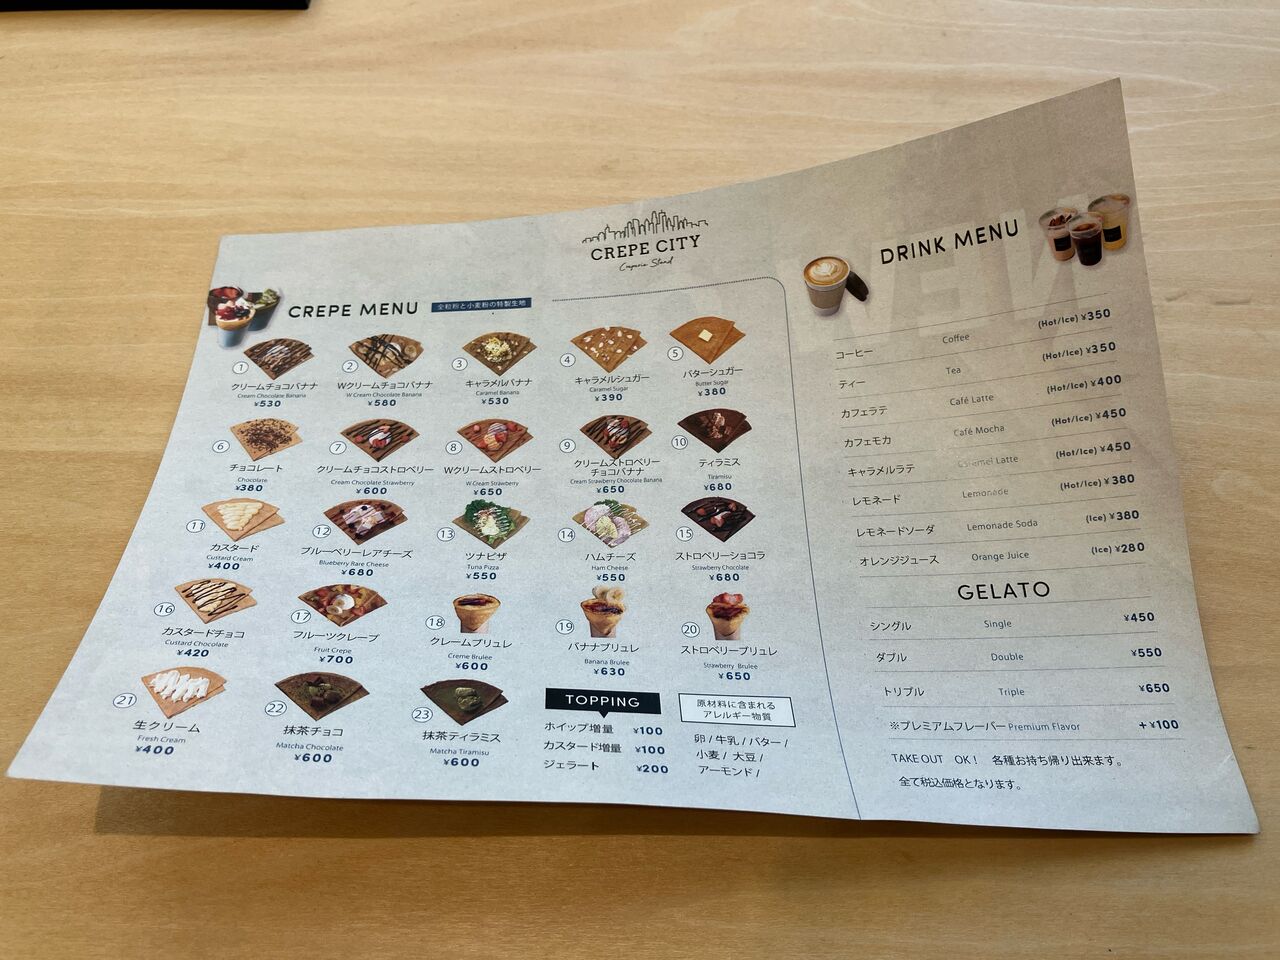 CREPE CITY
Creperie Stand
CREPE MENU
全粒粉と小麦粉の特製生地
1
クリームチョコバナナ
Cream Chocolate Banana
¥530
2
Wクリームチョコバナナ
W.Cream Chocolate Banana
¥580
3
キャラメルバナナ
Caramel Banana
¥530
4
キャラメルシュガー
Caramel Sugar
¥390
5
バターシュガー
Butter Sugar
¥380
6
チョコレート
Chocolate
¥380
7
クリームチョコストロベリー
Cream Chocolate Strawberry
¥600
8
Wクリームストロベリー
W.Cream Strawberry
¥650
9
クリームストロベリー
チョコバナナ
Cream Strawberry Chocolate Banana
¥650
10
ティラミス
Tiramisu
¥680
11
カスタード
Custard Cream
¥400
12
ブルーベリーレアチーズ
Blueberry Rare Cheese
¥680
13
ツナピザ
Tuna Pizza
¥550
14
ハムチーズ
Ham Cheese
¥550
15
ストロベリーショコラ
Strawberry Chocolate
¥680
16
カスタードチョコ
Custard Chocolate
¥420
17
フルーツクレープ
Fruit Crepe
¥700
18
クレームブリュレ
Creme Brulee
¥600
19
バナナブリュレ
Banana Brulee
¥630
20
ストロベリーブリュレ
Strawberry Brulee
¥650
21
生クリーム
Fresh Cream
¥400
22
抹茶チョコ
Matcha Chocolate
¥600
23
抹茶ティラミス
Matcha Tiramisu
¥600
TOPPING
ホイップ増量 ¥100
カスタード増量 ¥100
ジェラート ¥200
原材料に含まれる
アレルギー物質
卵 / 牛乳 / バター /
小麦 / 大豆 /
アーモンド /
DRINK MENU
コーヒー Coffee (Hot/Ice) ¥350
ティー Tea (Hot/Ice) ¥350
カフェラテ Café Latte (Hot/Ice) ¥400
カフェモカ Café Mocha (Hot/Ice) ¥450
キャラメルラテ Caramel Latte (Hot/Ice) ¥450
レモネード Lemonade (Hot/Ice) ¥380
レモネードソーダ Lemonade Soda (Ice) ¥380
オレンジジュース Orange Juice (Ice) ¥280
GELATO
シングル Single ¥450
ダブル Double ¥550
トリプル Triple ¥650
※プレミアムフレーバー Premium Flavor + ¥100
TAKE OUT OK! 各種お持ち帰り出来ます。
全て税込価格となります。